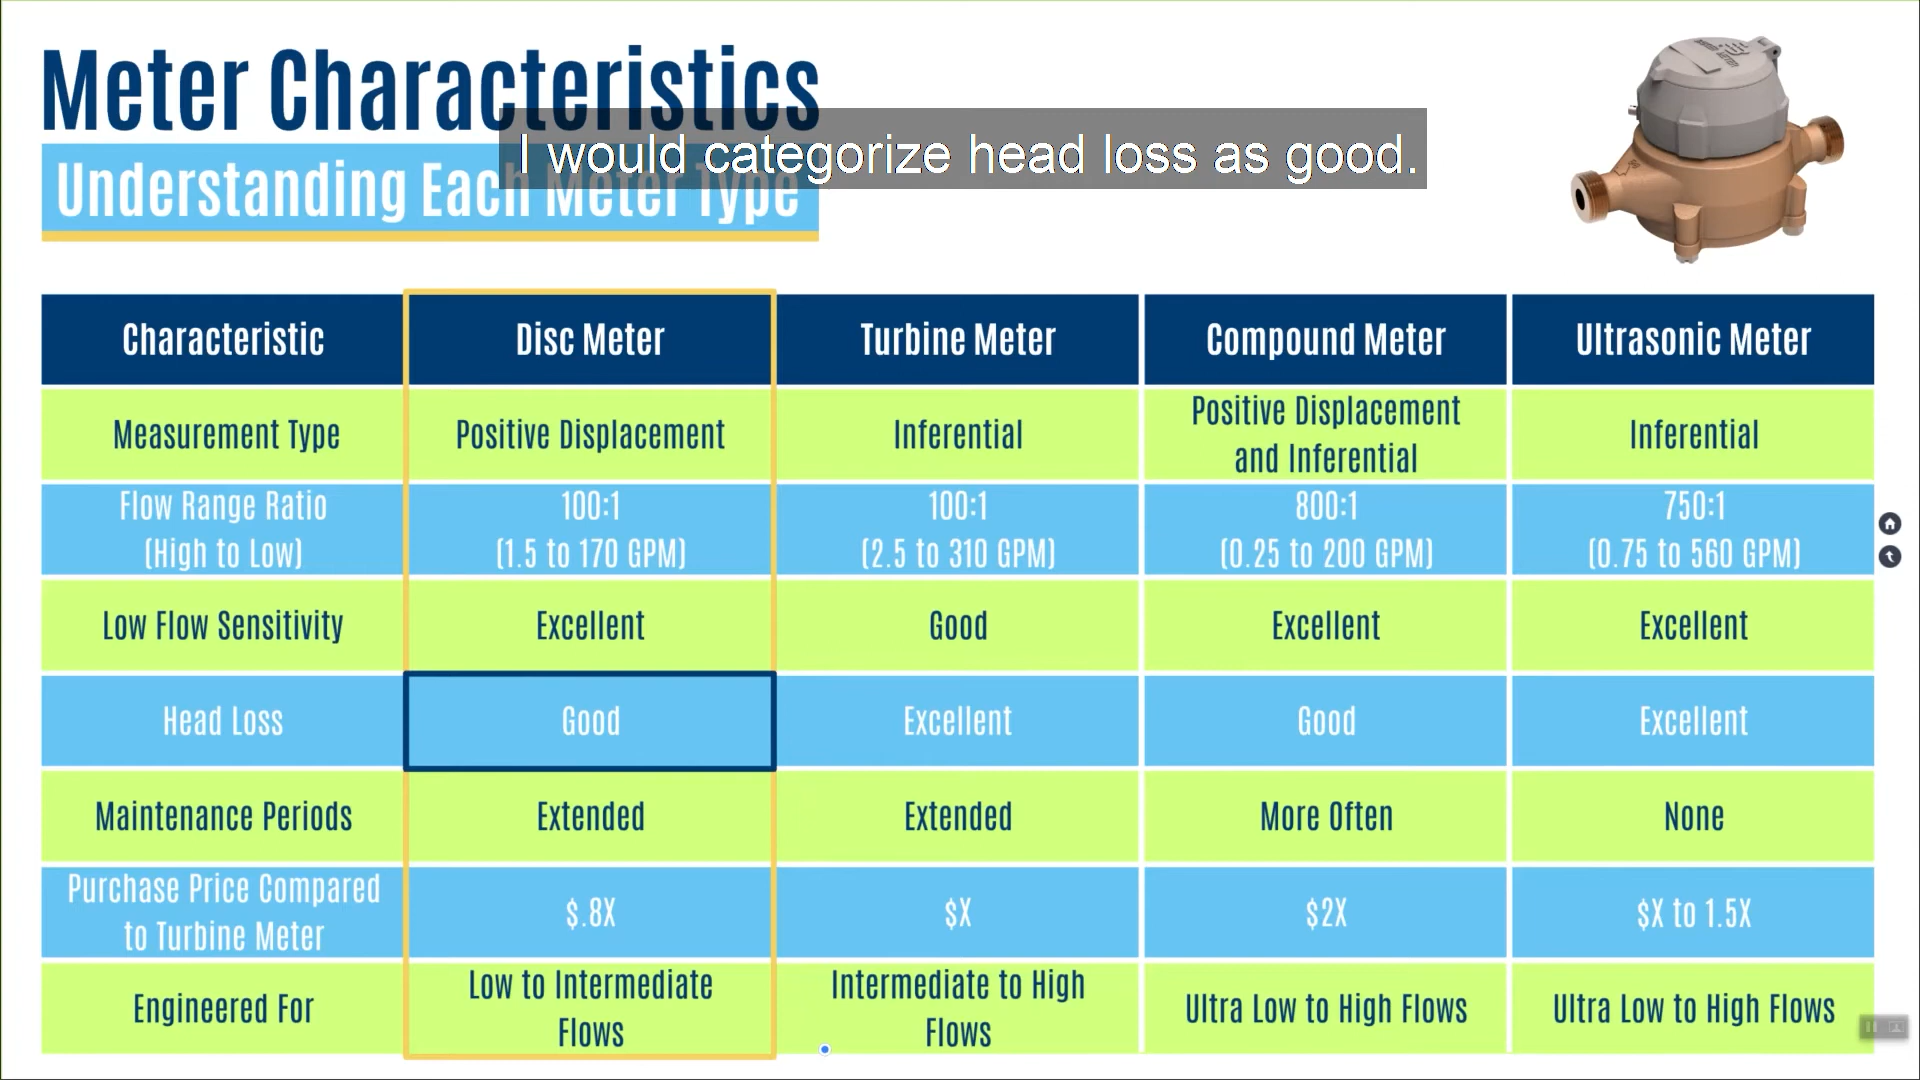 Meter Characteristics
I would categorize head loss as good.
Understanding Each Meter Type
Characteristic
Disc Meter
Turbine Meter
Compound Meter
Ultrasonic Meter
Measurement Type
Positive Displacement
Inferential
Positive Displacement
and Inferential
Inferential
Flow Range Ratio
(High to Low)
100:1
(1.5 to 170 GPM)
100:1
(2.5 to 310 GPM)
800:1
(0.25 to 200 GPM)
750:1
(0.75 to 560 GPM)
Low Flow Sensitivity
Excellent
Good
Excellent
Excellent
Head Loss
Good
Excellent
Good
Excellent
Maintenance Periods
Extended
Extended
More Often
None
Purchase Price Compared
to Turbine Meter
$.8X
$X
$2X
$X to 1.5X
Engineered For
Low to Intermediate
Flows
Intermediate to High
Flows
Ultra Low to High Flows
Ultra Low to High Flows